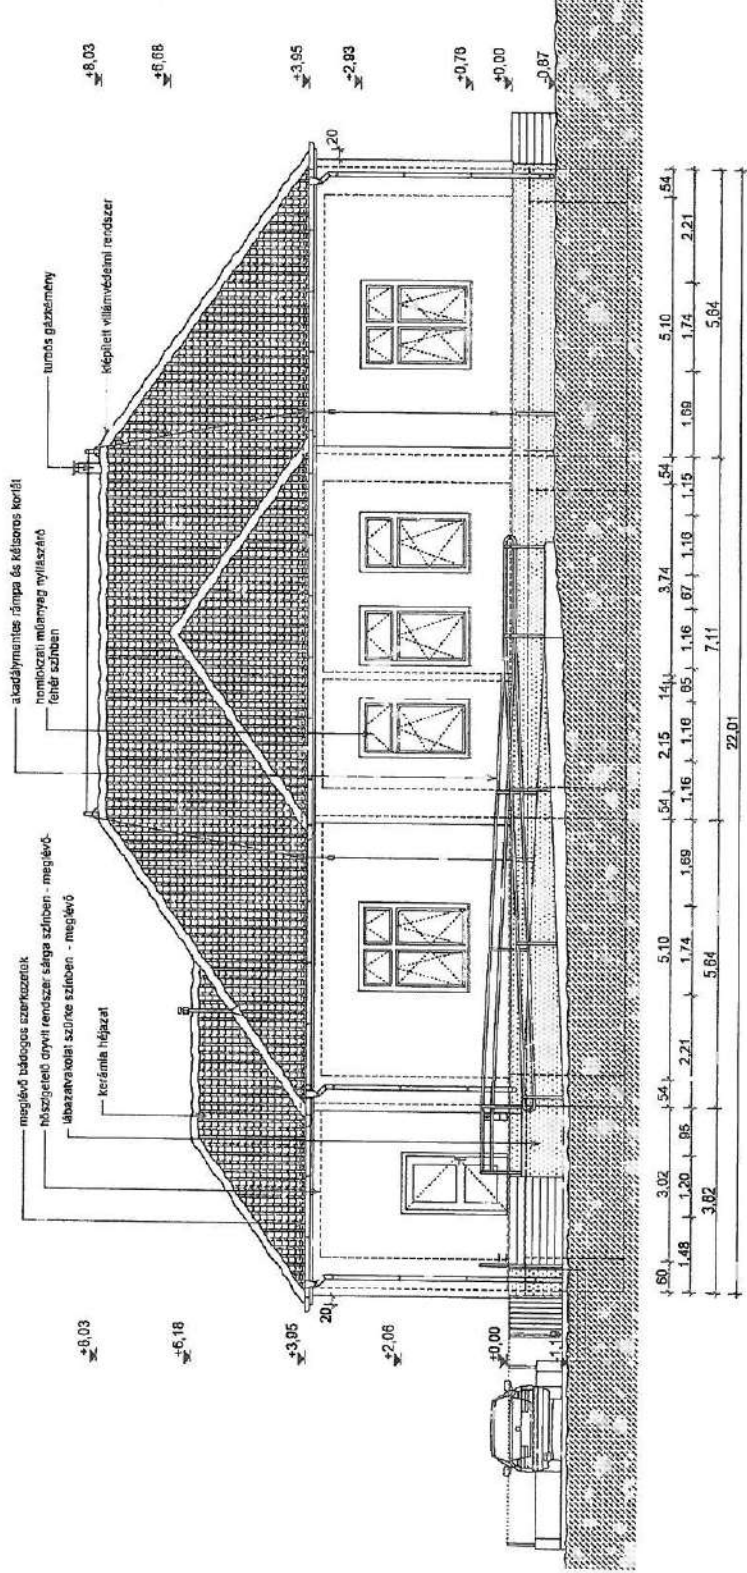 meglévő bádogos szerkezetek
hőszigetelő dryvit rendszer sárga színben - meglévő-
lábazatvakolat szürke színben - meglévő
kerámia héjazat
akadálymentes rámpa és kétsoros korlát
homlokzati műanyag nyílászáró
fehér színben
turbós gázkémény
kiépített villámvédelmi rendszer
+8,03
+6,18
+3,95
+2,06
±0,00
-1,1
20
+8,03
+6,68
+3,95
+2,93
+0,76
±0,00
-0,87
20
60 3,02 54 5,10 54 2,15 14 3,74 54 5,10 54
1,48 1,20 95 2,21 1,74 1,69 1,16 1,16 65 1,16 67 1,18 1,15 1,69 1,74 2,21
3,62 5,64 7,11 5,64
22,01